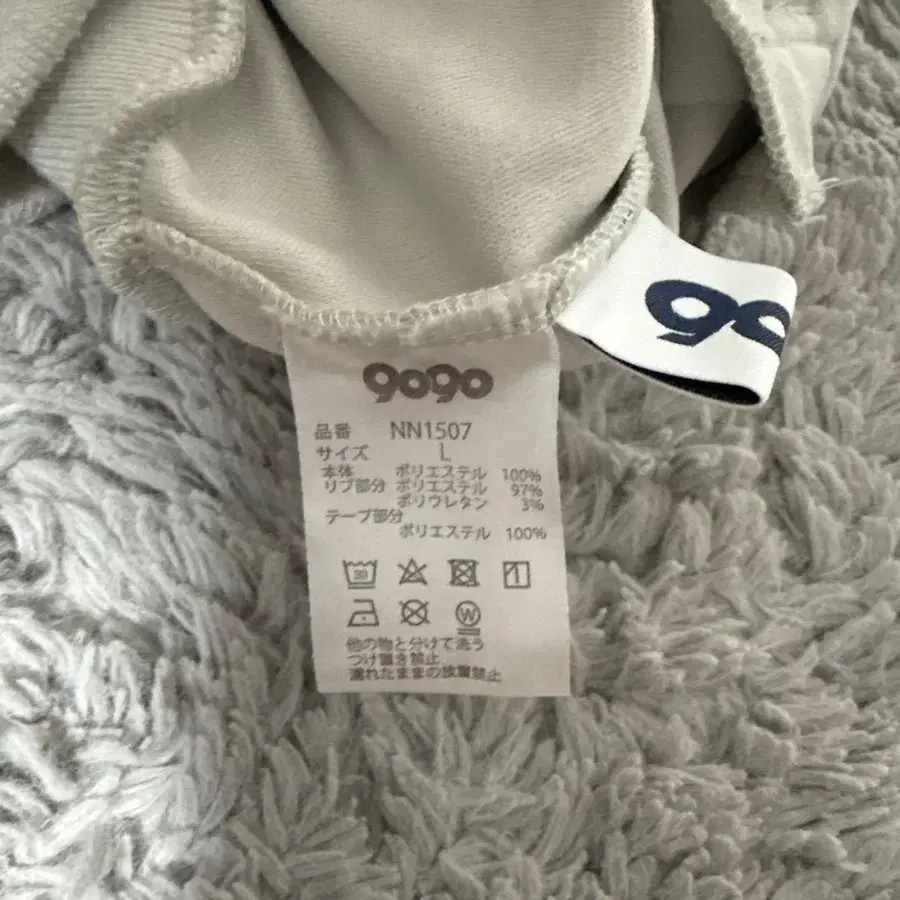 9090
90
品番 NN1507
サイズ L
本体 ポリエステル 100%
リブ部分 ポリエステル 97%
ポリウレタン 3%
テープ部分
ポリエステル 100%
30
1
W
他の物と分けて洗う
つけ置き禁止
濡れたままの放置禁止